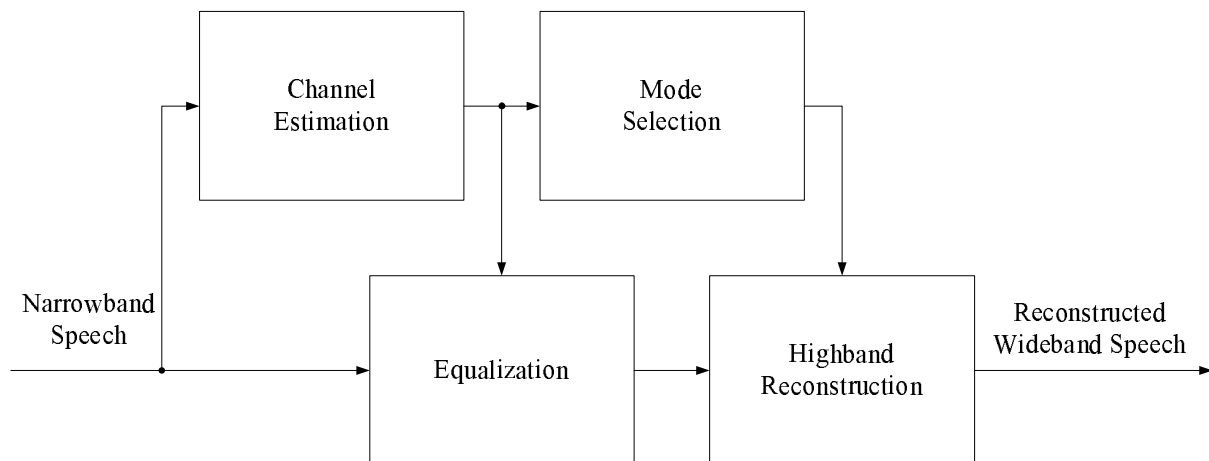 Channel
Estimation
Mode
Selection
Narrowband
Speech
Equalization
Highband
Reconstruction
Reconstructed
Wideband Speech